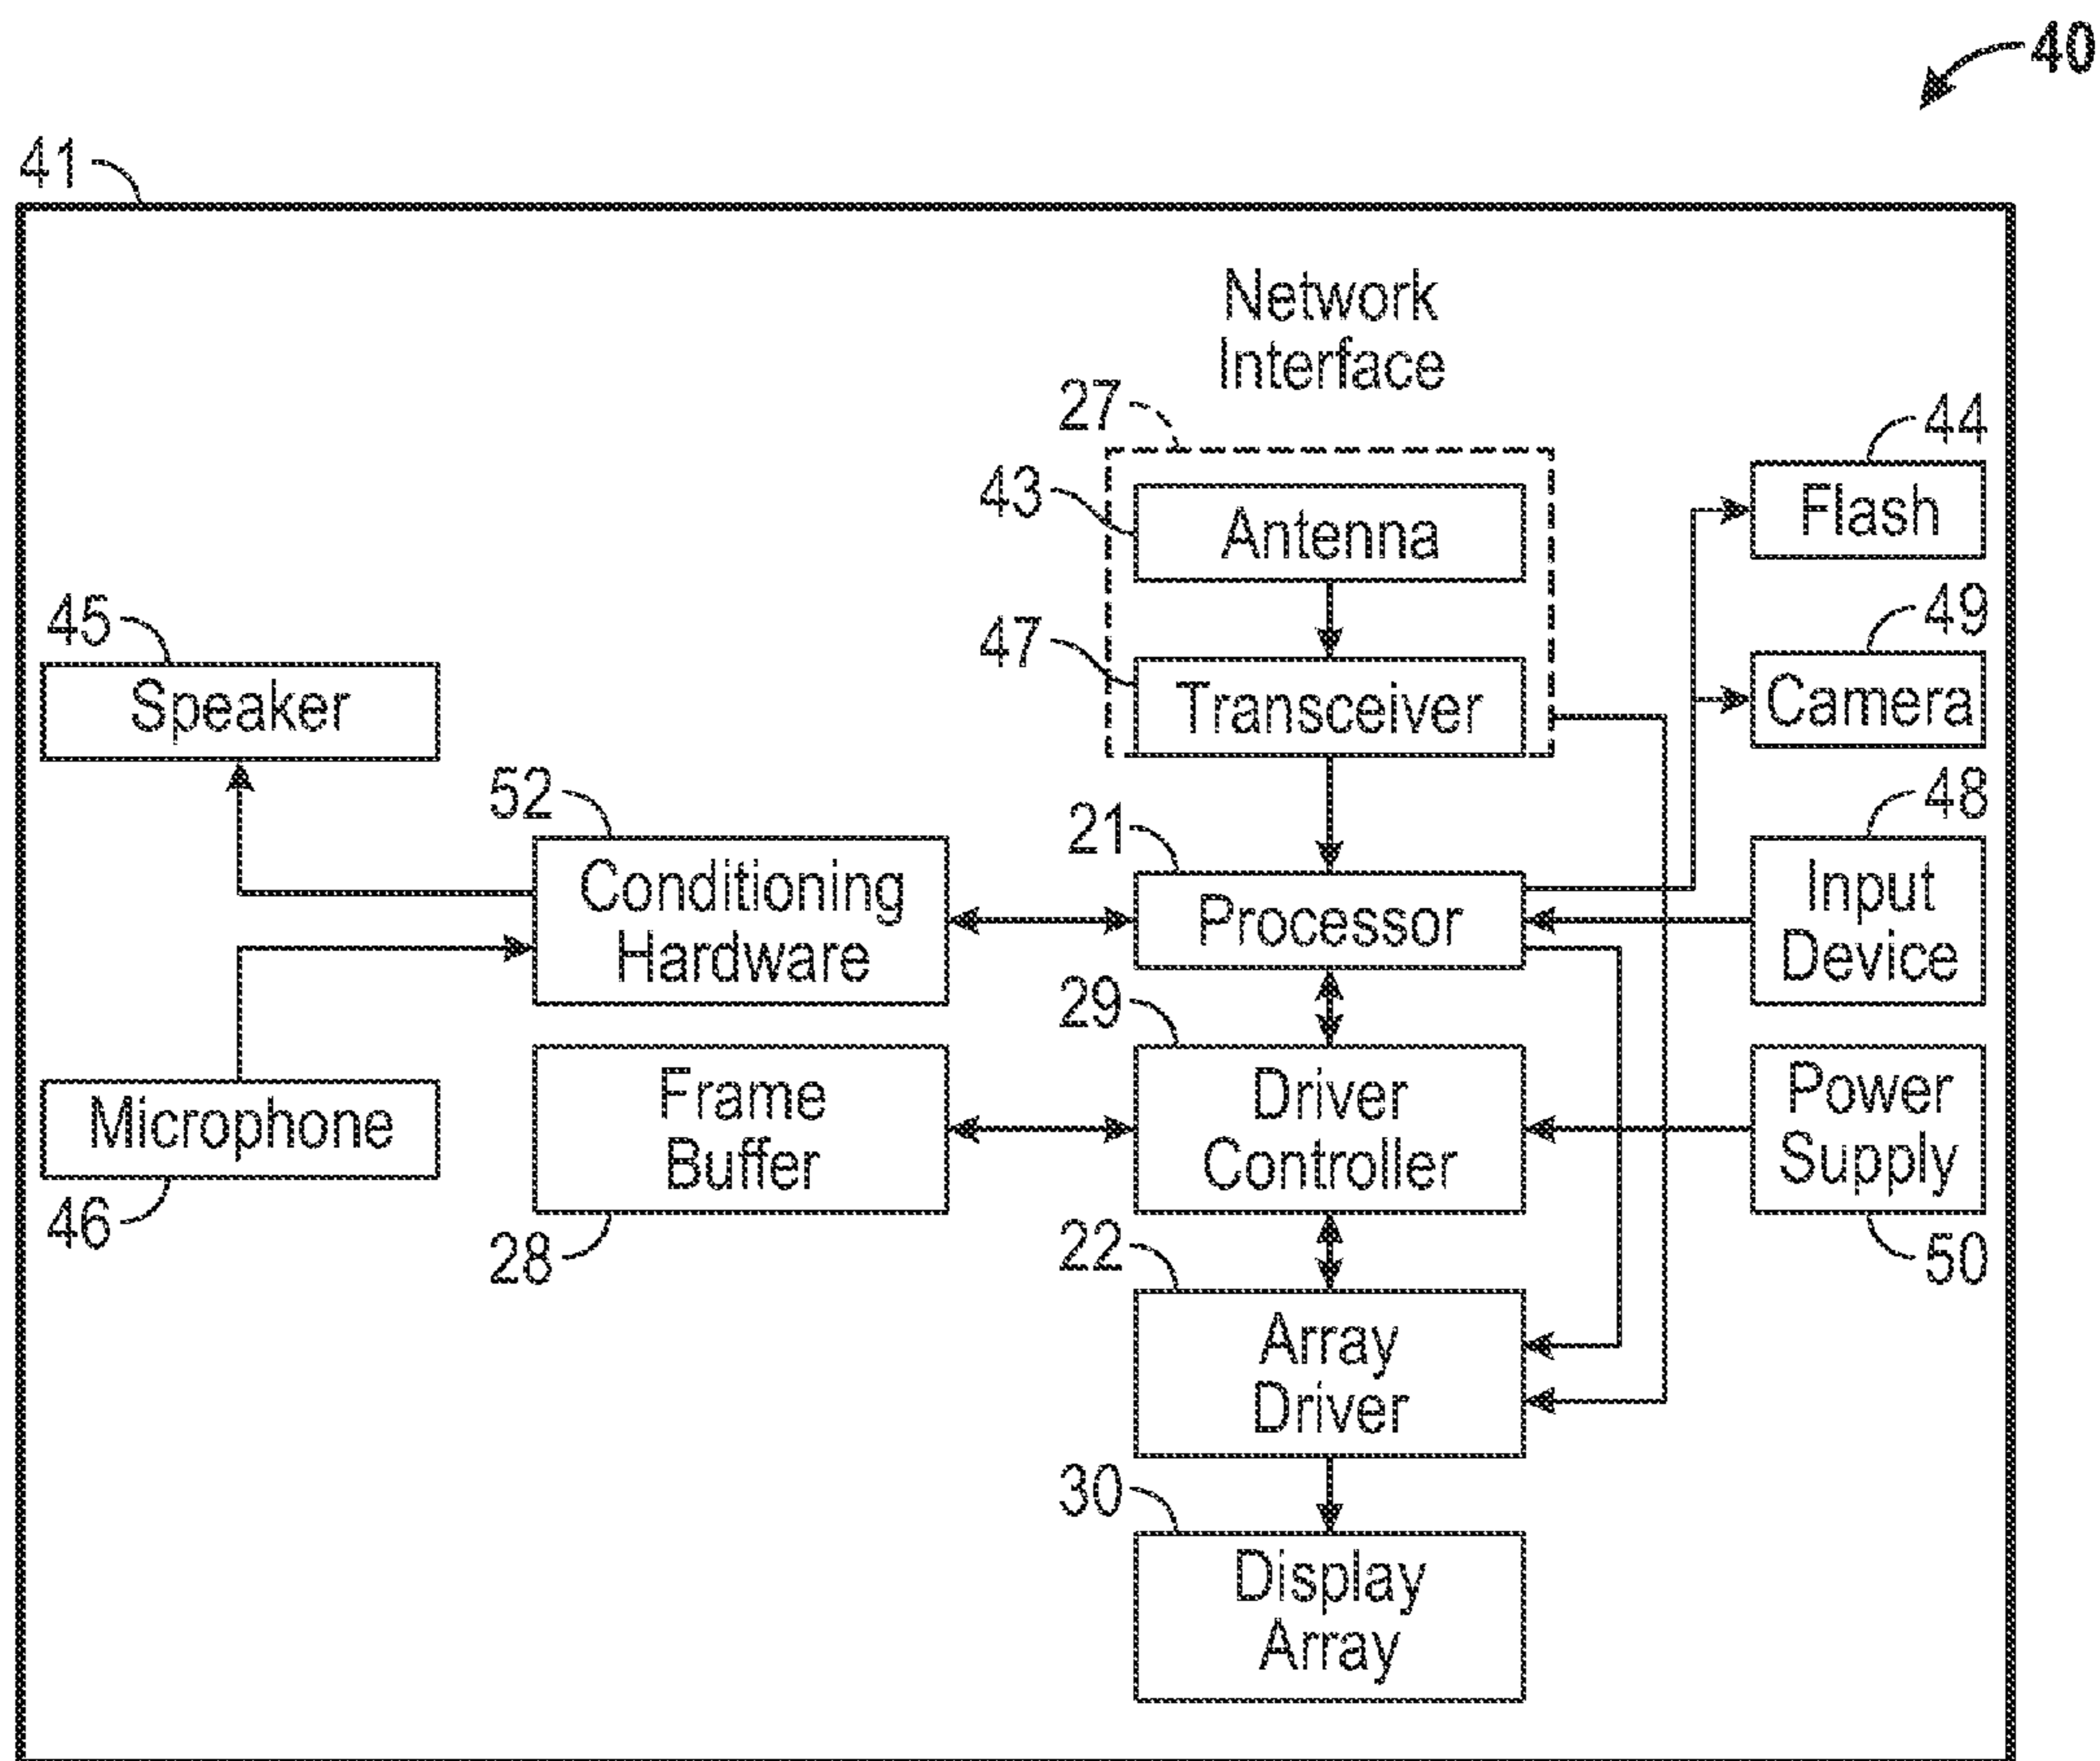 40
41
Network
Interface
27
44
43
Antenna
Flash
45
47
49
Speaker
Transceiver
Camera
52
21
48
Conditioning
Hardware
Processor
Input
Device
29
Microphone
Frame
Buffer
Driver
Controller
Power
Supply
46
28
22
50
Array
Driver
30
Display
Array